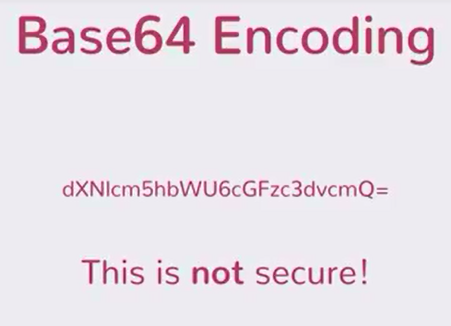 Base64 Encoding
dXNlcm5hbWU6cGFzc3dvcmQ=
This is not secure!